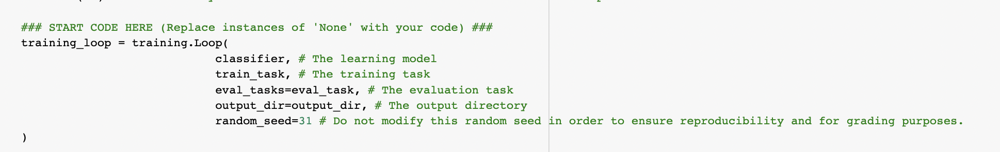 ### START CODE HERE (Replace instances of 'None' with your code) ###
training_loop = training.Loop(
classifier, # The learning model
train_task, # The training task
eval_tasks=eval_task, # The evaluation task
output_dir=output_dir, # The output directory
random_seed=31 # Do not modify this random seed in order to ensure reproducibility and for grading purposes.
)